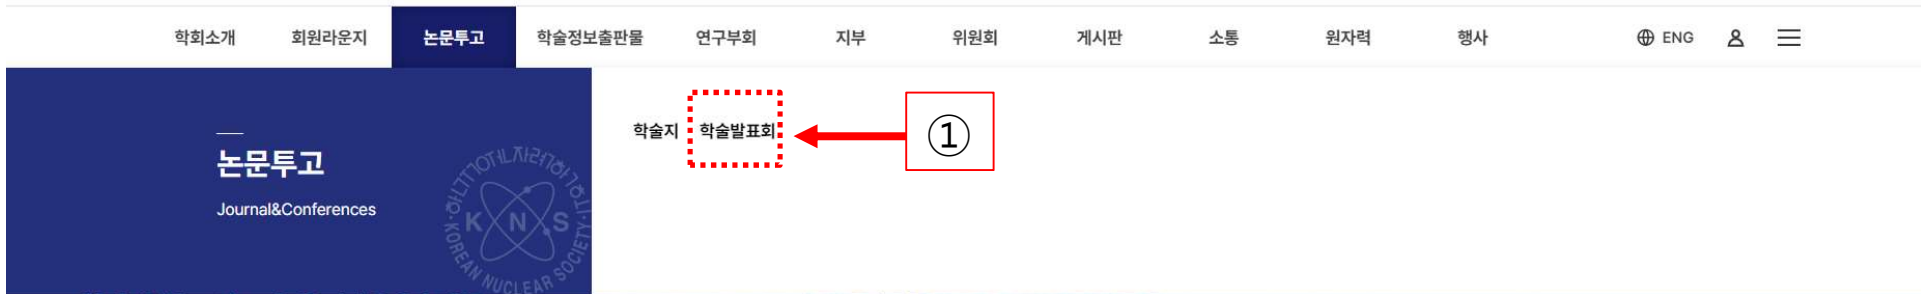 학회소개 회원라운지 논문투고 학술정보출판물 연구부회 지부 위원회 게시판 소통 원자력 행사 ENG
학술지 학술발표회 ①
논문투고
Journal&Conferences
KNS
KOREAN NUCLEAR SOCIETY